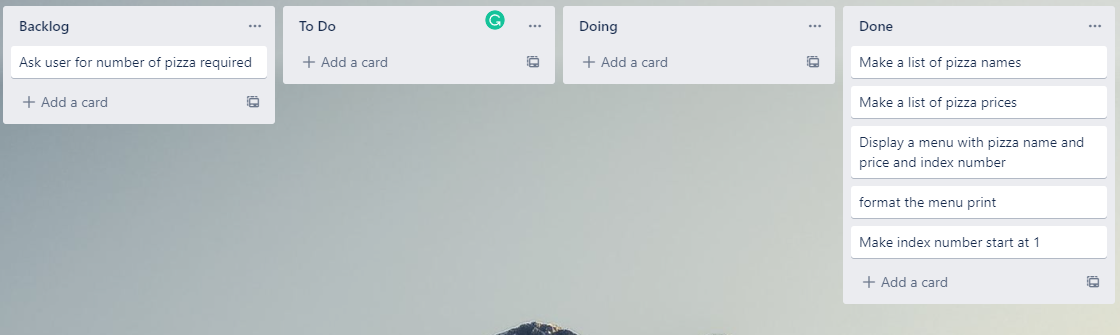 Backlog
Ask user for number of pizza required
Add a card
To Do
Add a card
Doing
Add a card
Done
Make a list of pizza names
Make a list of pizza prices
Display a menu with pizza name and
price and index number
format the menu print
Make index number start at 1
Add a card